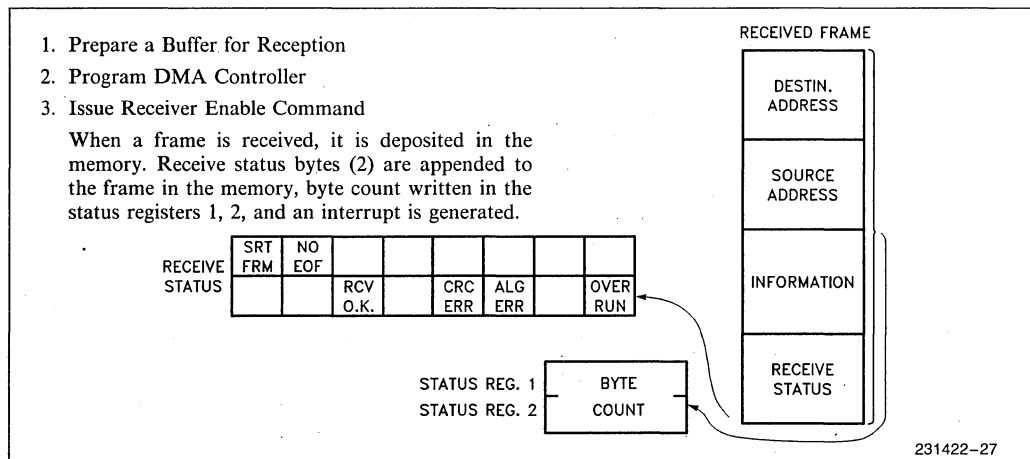 1. Prepare a Buffer for Reception
2. Program DMA Controller
3. Issue Receiver Enable Command
When a frame is received, it is deposited in the
memory. Receive status bytes (2) are appended to
the frame in the memory, byte count written in the
status registers 1, 2, and an interrupt is generated.
RECEIVE STATUS
SRT FRM
NO EOF
RCV O.K.
CRC ERR
ALG ERR
OVER RUN
STATUS REG. 1
STATUS REG. 2
BYTE
COUNT
RECEIVED FRAME
DESTIN.
ADDRESS
SOURCE
ADDRESS
INFORMATION
RECEIVE
STATUS
231422-27